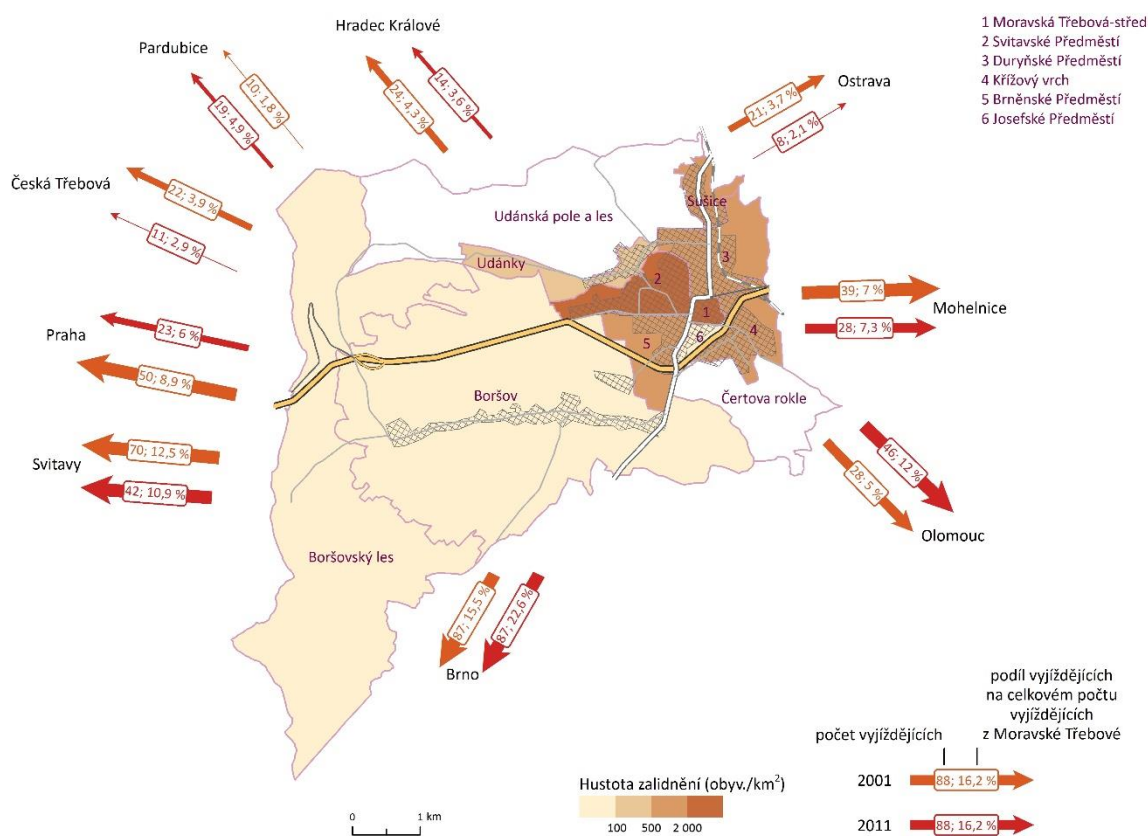 Hradec Králové
Pardubice
24; 4,3 %
14; 3,6 %
10; 1,8 %
19; 4,9 %
1 Moravská Třebová-střed
2 Svitavské Předměstí
3 Duryňské Předměstí
4 Křížový vrch
5 Brněnské Předměstí
6 Josefské Předměstí
Ostrava
21; 3,7 %
8; 2,1 %
Česká Třebová
22; 3,9 %
11; 2,9 %
Sušice
Udánská pole a les
Udánky
3
2
1
6
4
5
39; 7 %
Mohelnice
28; 7,3 %
Praha
23; 6 %
50; 8,9 %
Boršov
Čertova rokle
Svitavy
70; 12,5 %
42; 10,9 %
46; 12 %
28; 5 %
Olomouc
Boršovský les
87; 15,5 %
87; 22,6 %
Brno
podíl vyjíždějících
na celkovém počtu
vyjíždějících
z Moravské Třebové
počet vyjíždějících
2001
88; 16,2 %
2011
88; 16,2 %
Hustota zalidnění (obyv./km²)
100 500 2 000
0 1 km